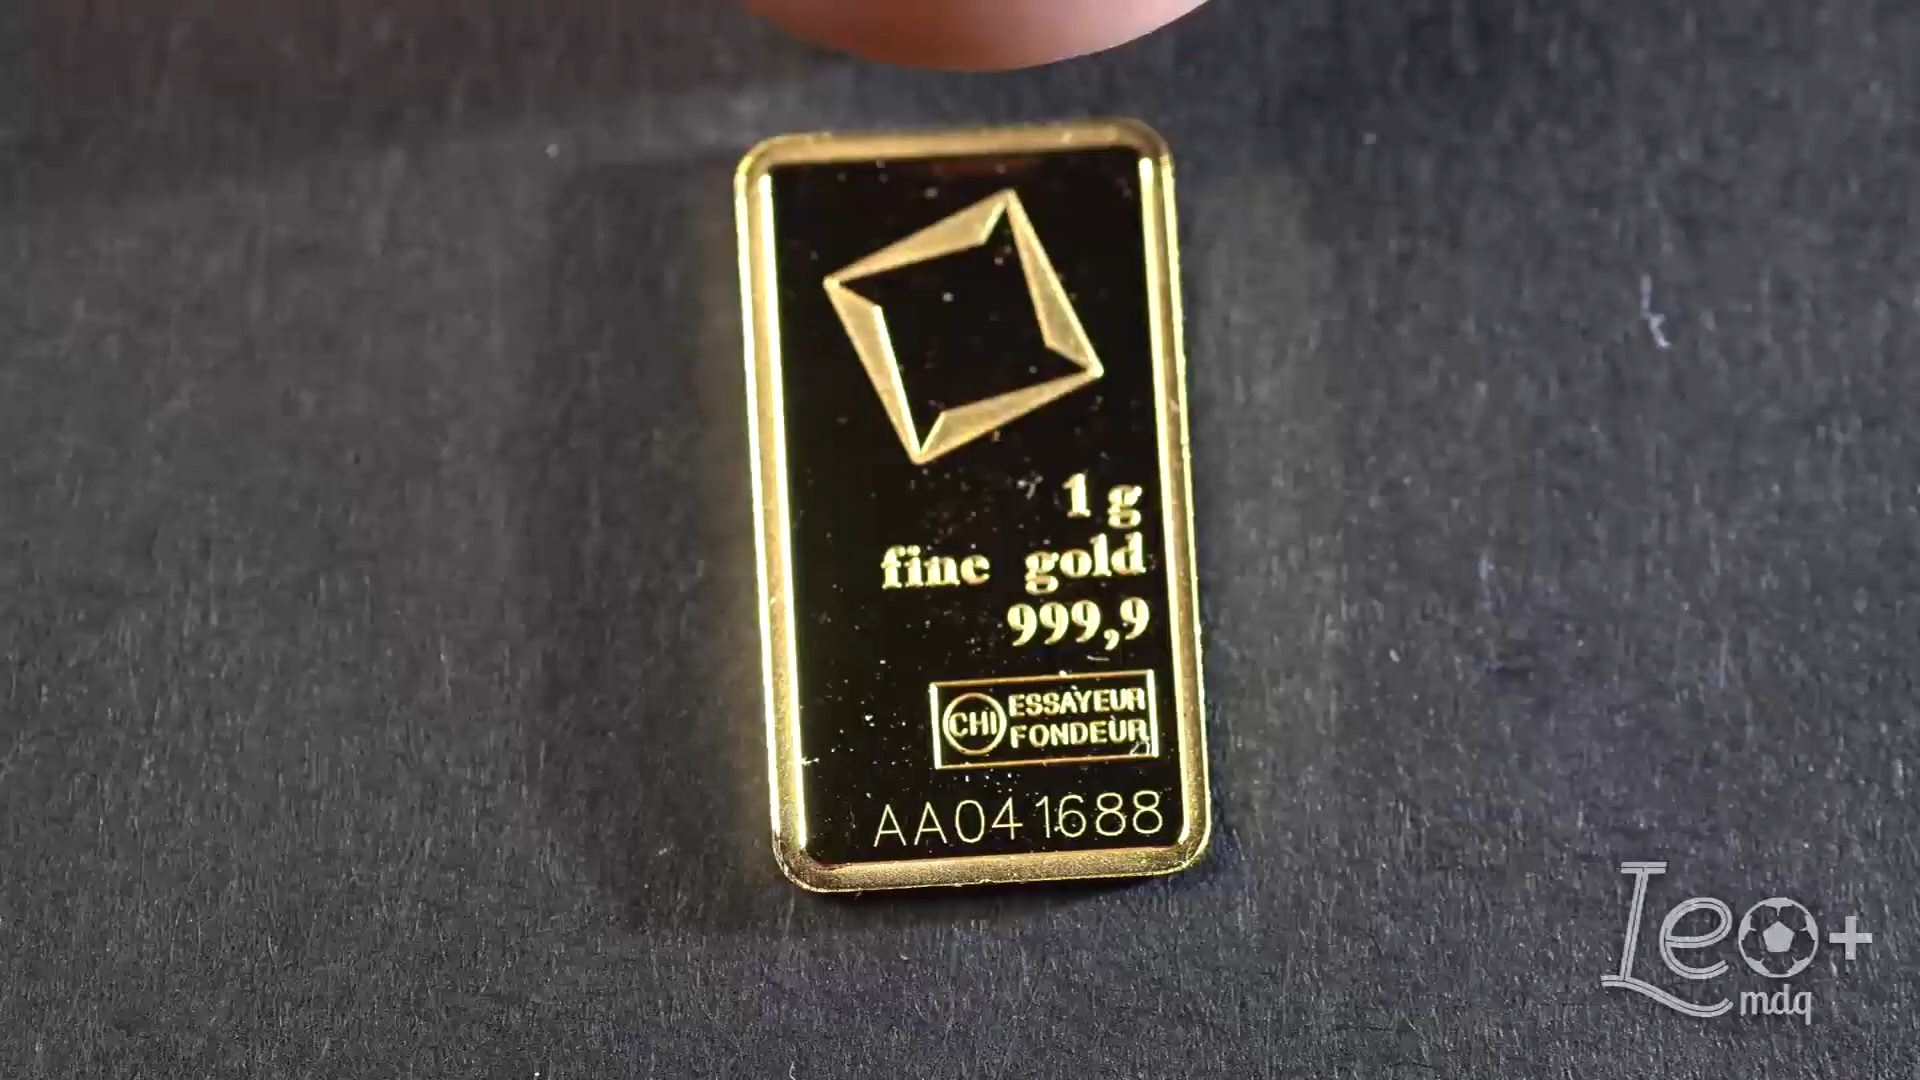 1 g
fine gold
999,9
CHI ESSAYEUR
FONDEUR
AA041688
Leo+
mdq